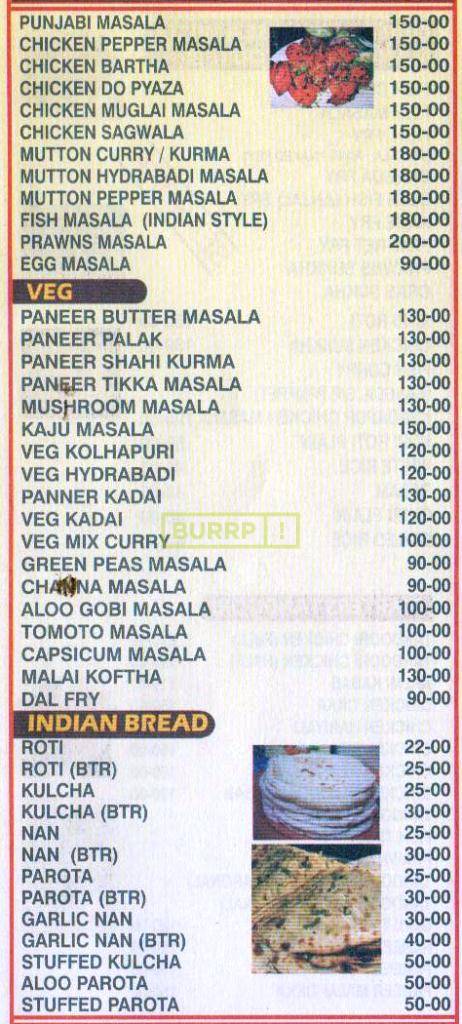 PUNJABI MASALA 150-00
CHICKEN PEPPER MASALA 150-00
CHICKEN BARTHA 150-00
CHICKEN DO PYAZA 150-00
CHICKEN MUGLAI MASALA 150-00
CHICKEN SAGWALA 150-00
MUTTON CURRY / KURMA 180-00
MUTTON HYDRABADI MASALA 180-00
MUTTON PEPPER MASALA 180-00
FISH MASALA (INDIAN STYLE) 180-00
PRAWNS MASALA 200-00
EGG MASALA 90-00
VEG
PANEER BUTTER MASALA 130-00
PANEER PALAK 130-00
PANEER SHAHI KURMA 130-00
PANEER TIKKA MASALA 130-00
MUSHROOM MASALA 130-00
KAJU MASALA 150-00
VEG KOLHAPURI 120-00
VEG HYDRABADI 120-00
PANNER KADAI 130-00
VEG KADAI 120-00
BURRP !
VEG MIX CURRY 100-00
GREEN PEAS MASALA 90-00
CHANNA MASALA 90-00
ALOO GOBI MASALA 100-00
TOMOTO MASALA 100-00
CAPSICUM MASALA 100-00
MALAI KOFTHA 130-00
DAL FRY 90-00
INDIAN BREAD
ROTI 22-00
ROTI (BTR) 25-00
KULCHA 25-00
KULCHA (BTR) 30-00
NAN 25-00
NAN (BTR) 30-00
PAROTA 25-00
PAROTA (BTR) 30-00
GARLIC NAN 30-00
GARLIC NAN (BTR) 40-00
STUFFED KULCHA 50-00
ALOO PAROTA 50-00
STUFFED PAROTA 50-00